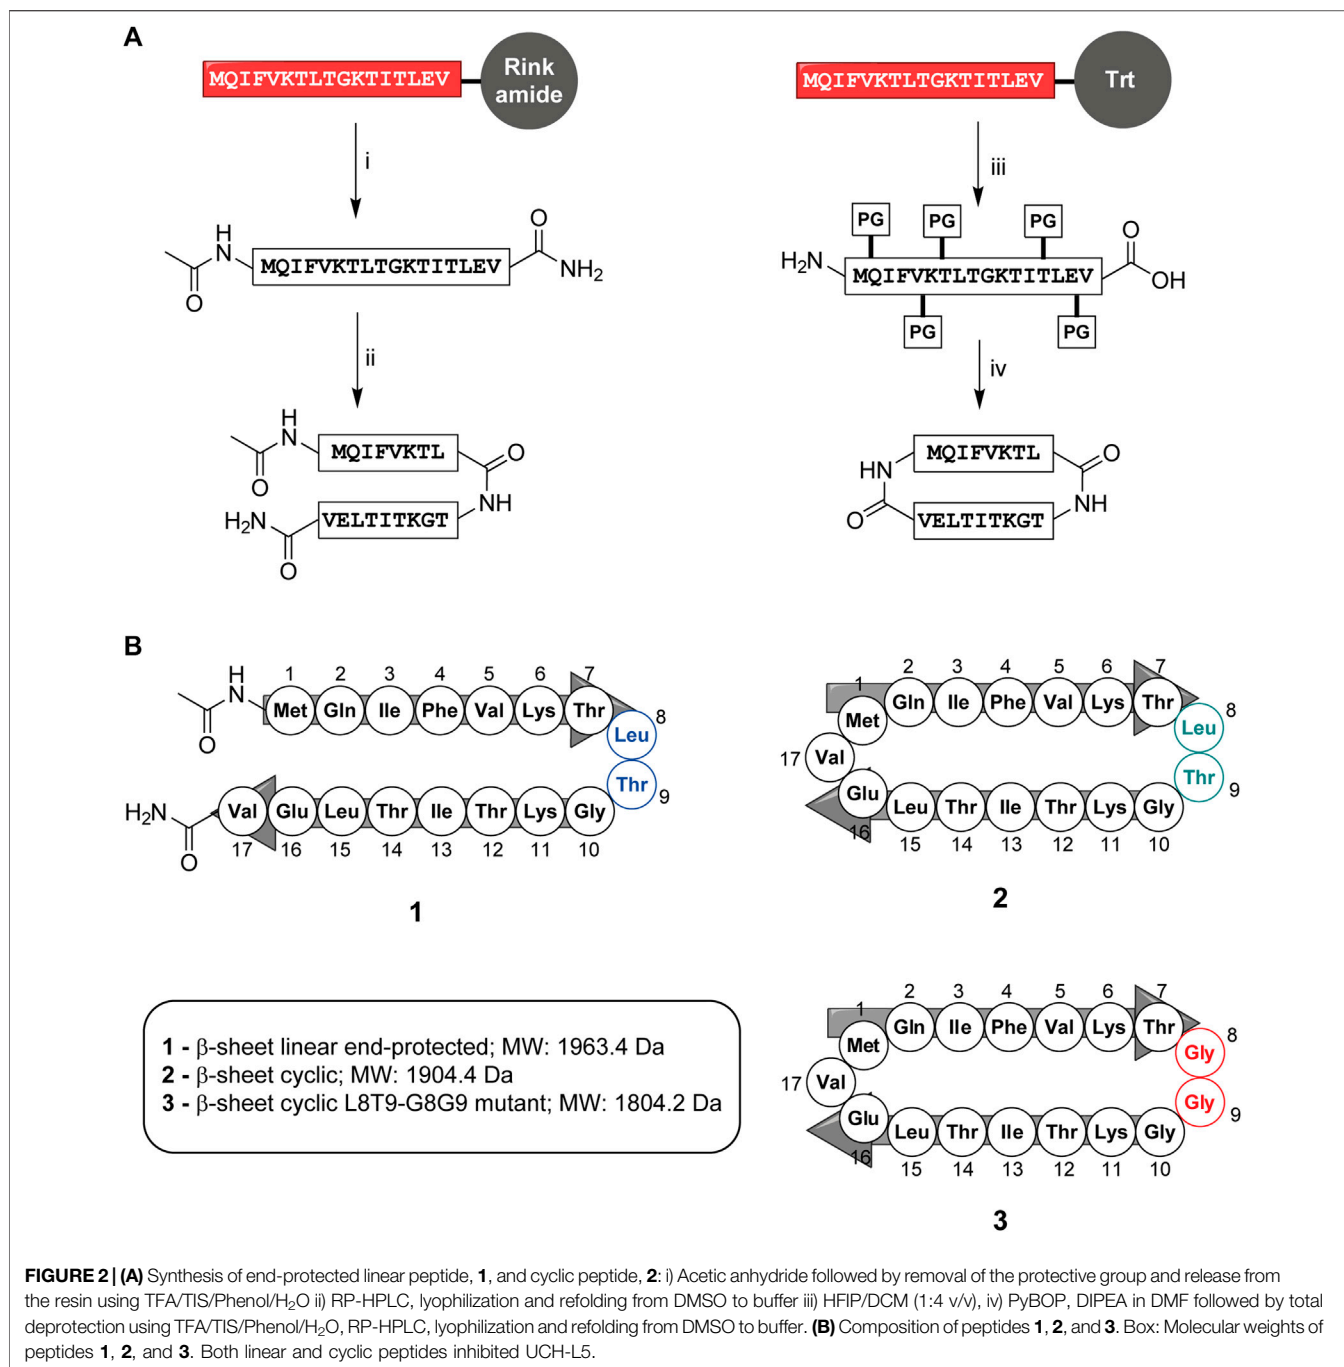 A
MQIFVKTLTGKTITLEV
Rink
amide
MQIFVKTLTGKTITLEV
Trt
i
iii
PG PG PG
H
N
O
MQIFVKTLTGKTITLEV
O
NH2
H2N
MQIFVKTLTGKTITLEV
O
OH
PG PG
ii
iv
H
N
O
MQIFVKTL
O
NH
H2N
O
VELTITKGT
HN
O
MQIFVKTL
O
NH
VELTITKGT
B
H
N
O
1 2 3 4 5 6 7
Met Gln Ile Phe Val Lys Thr
8
Leu
Thr
9
H2N
O
Val Glu Leu Thr Ile Thr Lys Gly
17 16 15 14 13 12 11 10
1
1 2 3 4 5 6 7
Met Gln Ile Phe Val Lys Thr
8
Leu
17 Val
Thr
9
Glu Leu Thr Ile Thr Lys Gly
16 15 14 13 12 11 10
2
1 - β-sheet linear end-protected; MW: 1963.4 Da
2 - β-sheet cyclic; MW: 1904.4 Da
3 - β-sheet cyclic L8T9-G8G9 mutant; MW: 1804.2 Da
1 2 3 4 5 6 7
Met Gln Ile Phe Val Lys Thr
8
Gly
17 Val
Gly
9
Glu Leu Thr Ile Thr Lys Gly
16 15 14 13 12 11 10
3
FIGURE 2 | (A) Synthesis of end-protected linear peptide, 1, and cyclic peptide, 2: i) Acetic anhydride followed by removal of the protective group and release from
the resin using TFA/TIS/Phenol/H2O ii) RP-HPLC, lyophilization and refolding from DMSO to buffer iii) HFIP/DCM (1:4 v/v), iv) PyBOP, DIPEA in DMF followed by total
deprotection using TFA/TIS/Phenol/H2O, RP-HPLC, lyophilization and refolding from DMSO to buffer. (B) Composition of peptides 1, 2, and 3. Box: Molecular weights of
peptides 1, 2, and 3. Both linear and cyclic peptides inhibited UCH-L5.